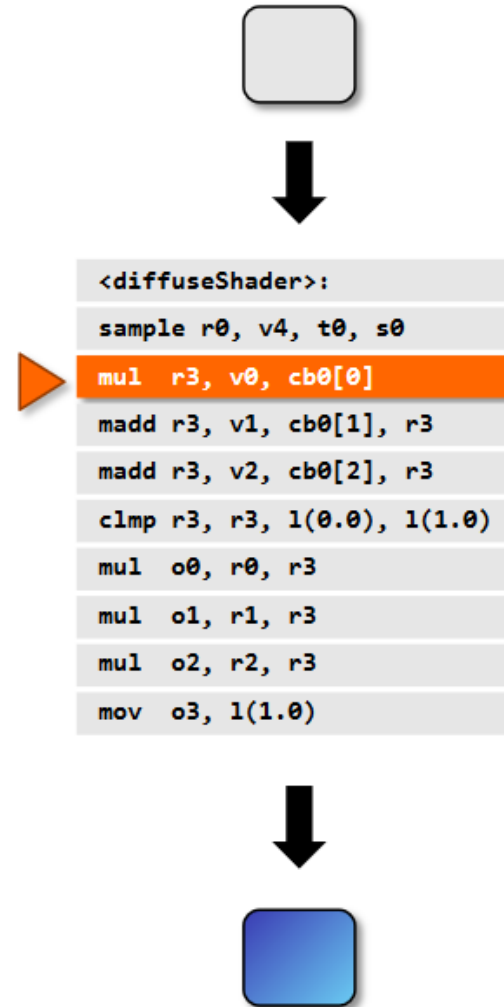 <diffuseShader>:
sample r0, v4, t0, s0
mul  r3, v0, cb0[0]
madd r3, v1, cb0[1], r3
madd r3, v2, cb0[2], r3
clmp r3, r3, l(0.0), l(1.0)
mul  o0, r0, r3
mul  o1, r1, r3
mul  o2, r2, r3
mov  o3, l(1.0)